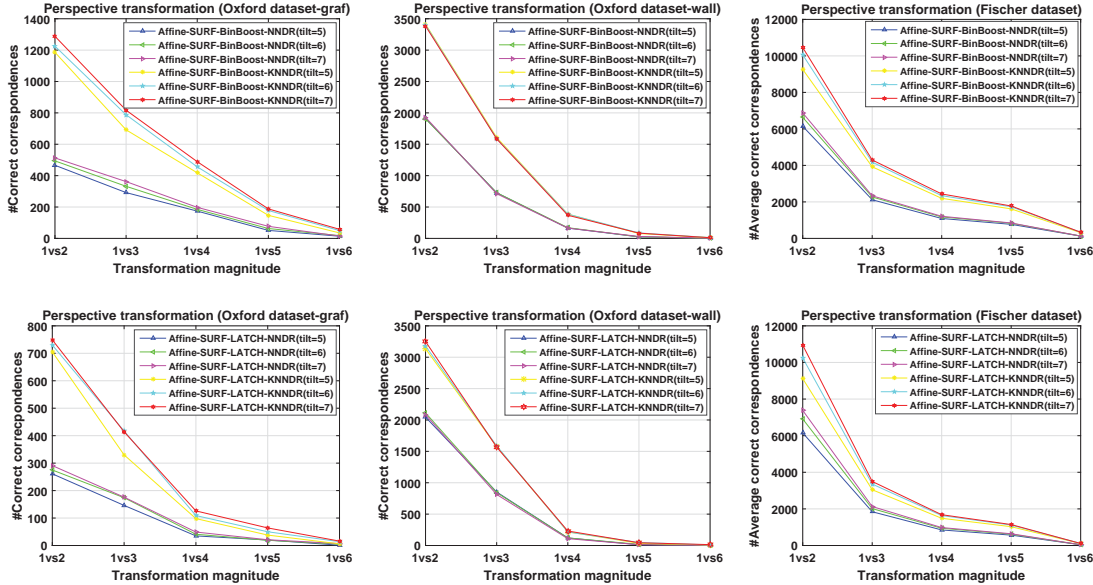 Perspective transformation (Oxford dataset-graf)
#Correct correspondences
1400
1200
1000
800
600
400
200
0
Affine-SURF-BinBoost-NNDR(tilt=5)
Affine-SURF-BinBoost-NNDR(tilt=6)
Affine-SURF-BinBoost-NNDR(tilt=7)
Affine-SURF-BinBoost-KNNDR(tilt=5)
Affine-SURF-BinBoost-KNNDR(tilt=6)
Affine-SURF-BinBoost-KNNDR(tilt=7)
1vs2 1vs3 1vs4 1vs5 1vs6
Transformation magnitude
Perspective transformation (Oxford dataset-wall)
#Correct correspondences
3500
3000
2500
2000
1500
1000
500
0
Affine-SURF-BinBoost-NNDR(tilt=5)
Affine-SURF-BinBoost-NNDR(tilt=6)
Affine-SURF-BinBoost-NNDR(tilt=7)
Affine-SURF-BinBoost-KNNDR(tilt=5)
Affine-SURF-BinBoost-KNNDR(tilt=6)
Affine-SURF-BinBoost-KNNDR(tilt=7)
1vs2 1vs3 1vs4 1vs5 1vs6
Transformation magnitude
Perspective transformation (Fischer dataset)
#Average correct correspondences
12000
10000
8000
6000
4000
2000
0
Affine-SURF-BinBoost-NNDR(tilt=5)
Affine-SURF-BinBoost-NNDR(tilt=6)
Affine-SURF-BinBoost-NNDR(tilt=7)
Affine-SURF-BinBoost-KNNDR(tilt=5)
Affine-SURF-BinBoost-KNNDR(tilt=6)
Affine-SURF-BinBoost-KNNDR(tilt=7)
1vs2 1vs3 1vs4 1vs5 1vs6
Transformation magnitude
Perspective transformation (Oxford dataset-graf)
#Correct correcpondences
800
700
600
500
400
300
200
100
0
Affine-SURF-LATCH-NNDR(tilt=5)
Affine-SURF-LATCH-NNDR(tilt=6)
Affine-SURF-LATCH-NNDR(tilt=7)
Affine-SURF-LATCH-KNNDR(tilt=5)
Affine-SURF-LATCH-KNNDR(tilt=6)
Affine-SURF-LATCH-KNNDR(tilt=7)
1vs2 1vs3 1vs4 1vs5 1vs6
Transformation magnitude
Perspective transformation (Oxford dataset-wall)
#Correct correspondences
3500
3000
2500
2000
1500
1000
500
0
Affine-SURF-LATCH-NNDR(tilt=5)
Affine-SURF-LATCH-NNDR(tilt=6)
Affine-SURF-LATCH-NNDR(tilt=7)
Affine-SURF-LATCH-KNNDR(tilt=5)
Affine-SURF-LATCH-KNNDR(tilt=6)
Affine-SURF-LATCH-KNNDR(tilt=7)
1vs2 1vs3 1vs4 1vs5 1vs6
Transformation magnitude
Perspective transformation (Fischer dataset)
#Average correct correspondences
12000
10000
8000
6000
4000
2000
0
Affine-SURF-LATCH-NNDR(tilt=5)
Affine-SURF-LATCH-NNDR(tilt=6)
Affine-SURF-LATCH-NNDR(tilt=7)
Affine-SURF-LATCH-KNNDR(tilt=5)
Affine-SURF-LATCH-KNNDR(tilt=6)
Affine-SURF-LATCH-KNNDR(tilt=7)
1vs2 1vs3 1vs4 1vs5 1vs6
Transformation magnitude